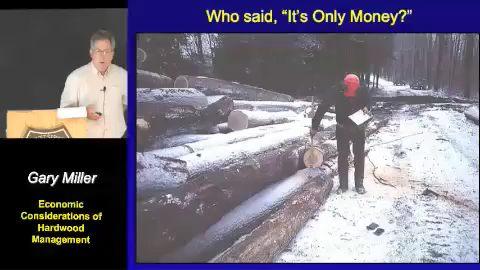 Who said, “It’s Only Money?”
Gary Miller
Economic
Considerations of
Hardwood
Management